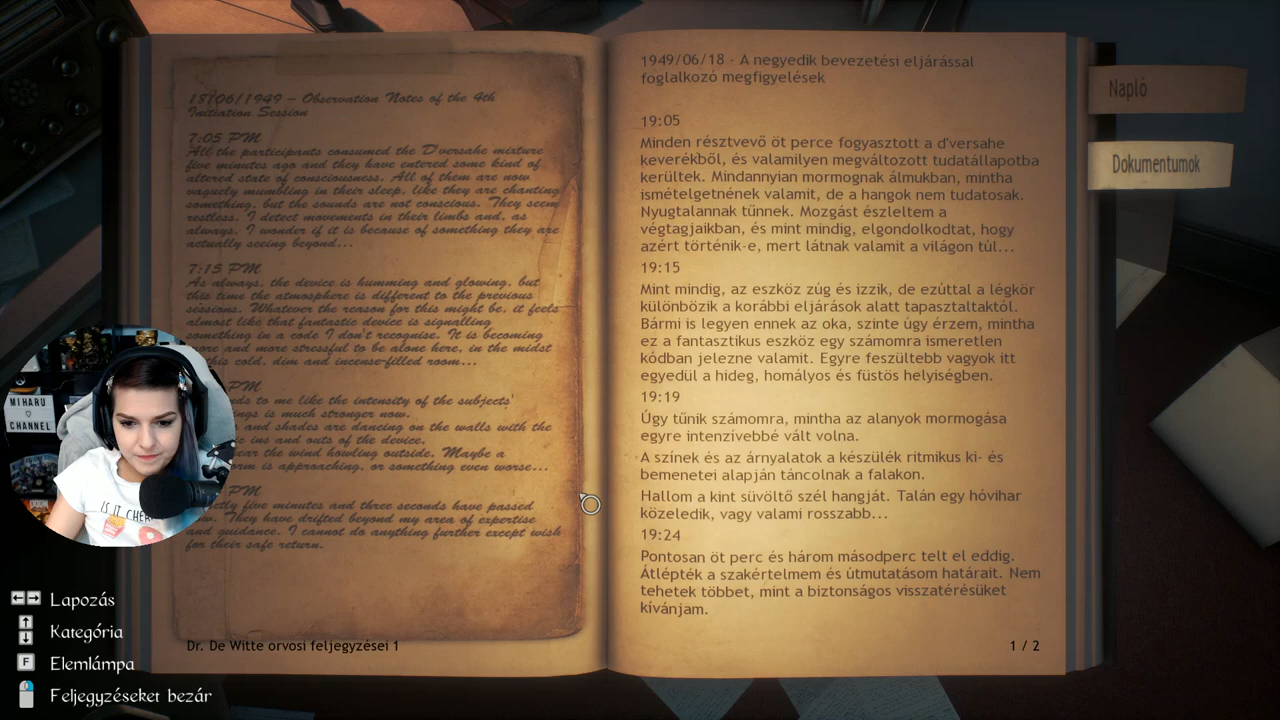 18/06/1949 – Observation Notes of the 4th
Initiation Session
7:05 PM
All the participants consumed the D'versahe mixture
five minutes ago and they have entered some kind of
altered state of consciousness. All of them are now
vaguely mumbling in their sleep, like they are chanting
something, but the sounds are not conscious. They seem
restless. I detect movements in their limbs and, as
always, I wonder if it is because of something they are
actually seeing beyond...
7:15 PM
As always, the device is humming and glowing, but
this time the atmosphere is different to the previous
sessions. Whatever the reason for this might be, it feels
almost like that fantastic device is signalling
something in a code I don't recognise. It is becoming
more and more stressful to be alone here, in the midst
this cold, dim and incense-filled room...
PM
to me like the intensity of the subjects'
is much stronger now.
and shades are dancing on the walls with the
ins and outs of the device.
the wind howling outside. Maybe a
is approaching, or something even worse...
PM
five minutes and three seconds have passed
They have drifted beyond my area of expertise
and guidance. I cannot do anything further except wish
for their safe return.
Dr. De Witte orvosi feljegyzései 1
1949/06/18 - A negyedik bevezetési eljárással
foglalkozó megfigyelések
19:05
Minden résztvevő öt perce fogyasztott a d'versahe
keverékből, és valamilyen megváltozott tudatállapotba
kerültek. Mindannyian mormognak álmukban, mintha
ismételgetnének valamit, de a hangok nem tudatosak.
Nyugtalannak tűnnek. Mozgást észleltem a
végtagjaikban, és mint mindig, elgondolkodtat, hogy
azért történik-e, mert látnak valamit a világon túl...
19:15
Mint mindig, az eszköz zúg és izzik, de ezúttal a légkör
különbözik a korábbi eljárások alatt tapasztaltaktól.
Bármi is legyen ennek az oka, szinte úgy érzem, mintha
ez a fantasztikus eszköz egy számomra ismeretlen
kódban jelezne valamit. Egyre feszültebb vagyok itt
egyedül a hideg, homályos és füstös helyiségben.
19:19
Úgy tűnik számomra, mintha az alanyok mormogása
egyre intenzívebbé vált volna.
A színek és az árnyalatok a készülék ritmikus ki- és
bemenetei alapján táncolnak a falakon.
Hallom a kint süvöltő szél hangját. Talán egy hóvihar
közeledik, vagy valami rosszabb...
19:24
Pontosan öt perc és három másodperc telt el eddig.
Átlépték a szakértelmem és útmutatásom határait. Nem
tehetek többet, mint a biztonságos visszatérésüket
kívánjam.
1 / 2
Napló
Dokumentumok
MIHARU
CHANNEL
IS IT
Lapozás
Kategória
F Elemlámpa
Feljegyzéseket bezár